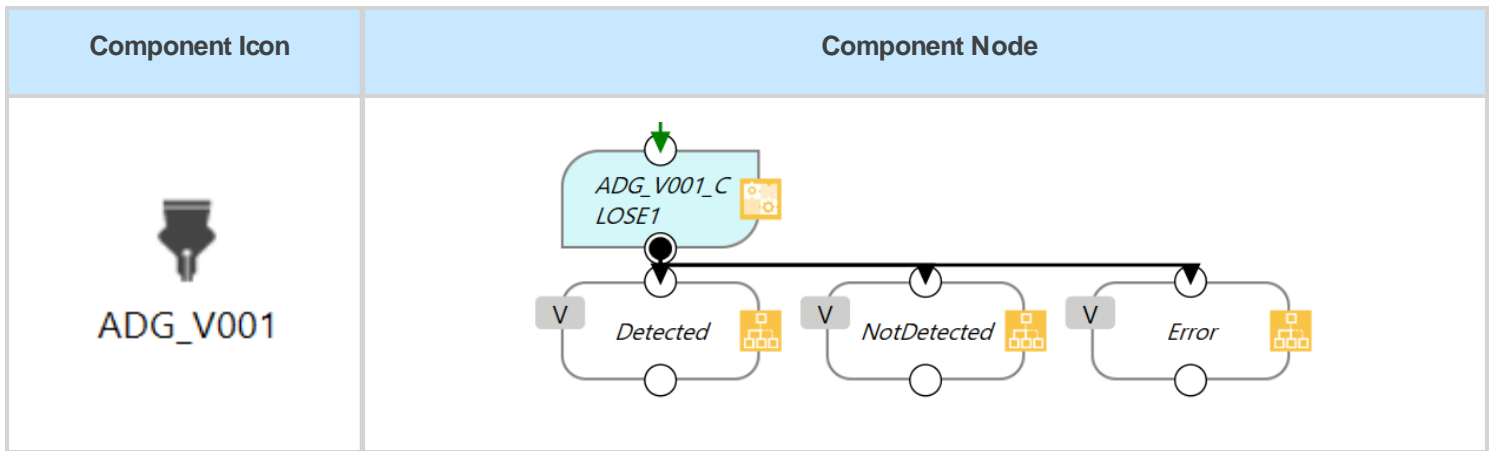 Component Icon
Component Node
ADG_V001
ADG_V001_C
LOSE1
V
Detected
V
NotDetected
V
Error